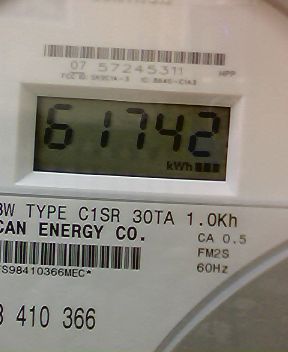 07 57245311 HPP
61742
kWh
TYPE C1SR 30TA 1.0Kh
CAN ENERGY CO. CA 0.5
FM2S
S98410366MEC* 60Hz
410 366